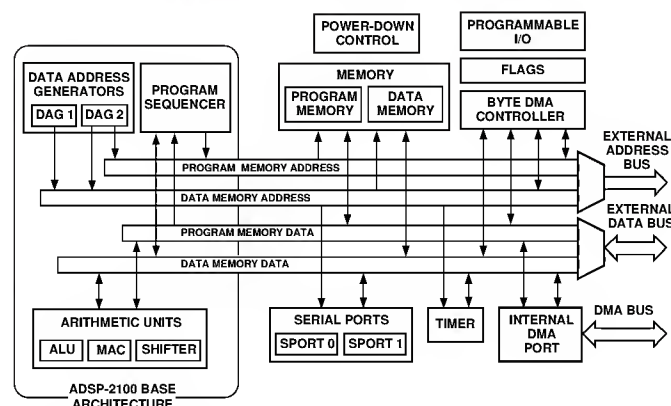 POWER-DOWN
CONTROL
PROGRAMMABLE
I/O
DATA ADDRESS
GENERATORS
DAG 1
DAG 2
PROGRAM
SEQUENCER
MEMORY
PROGRAM
MEMORY
DATA
MEMORY
FLAGS
BYTE DMA
CONTROLLER
EXTERNAL
ADDRESS
BUS
PROGRAM MEMORY ADDRESS
DATA MEMORY ADDRESS
EXTERNAL
DATA BUS
PROGRAM MEMORY DATA
DATA MEMORY DATA
ARITHMETIC UNITS
ALU
MAC
SHIFTER
SERIAL PORTS
SPORT 0
SPORT 1
TIMER
INTERNAL
DMA
PORT
DMA BUS
ADSP-2100 BASE
ARCHITECTURE